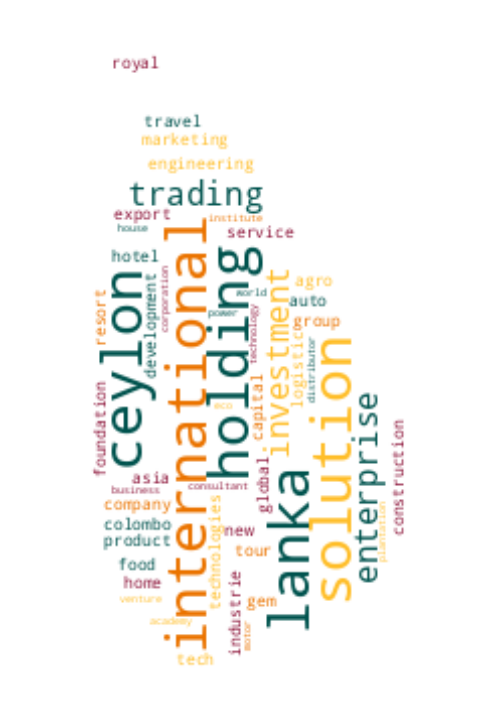 royal
travel
marketing
engineering
trading
export
institute
house
service
international
holding
hotel
ceylon
development
corporation
investment
agro
world
auto
resort
power
technology
group
logistic
distributor
solution
capital
foundation
enterprise
eco
construction
global
asia
consultant
business
lanka
company
technologies
plantation
colombo
new
product
tour
food
industrie
home
venture
gem
academy
motor
tech